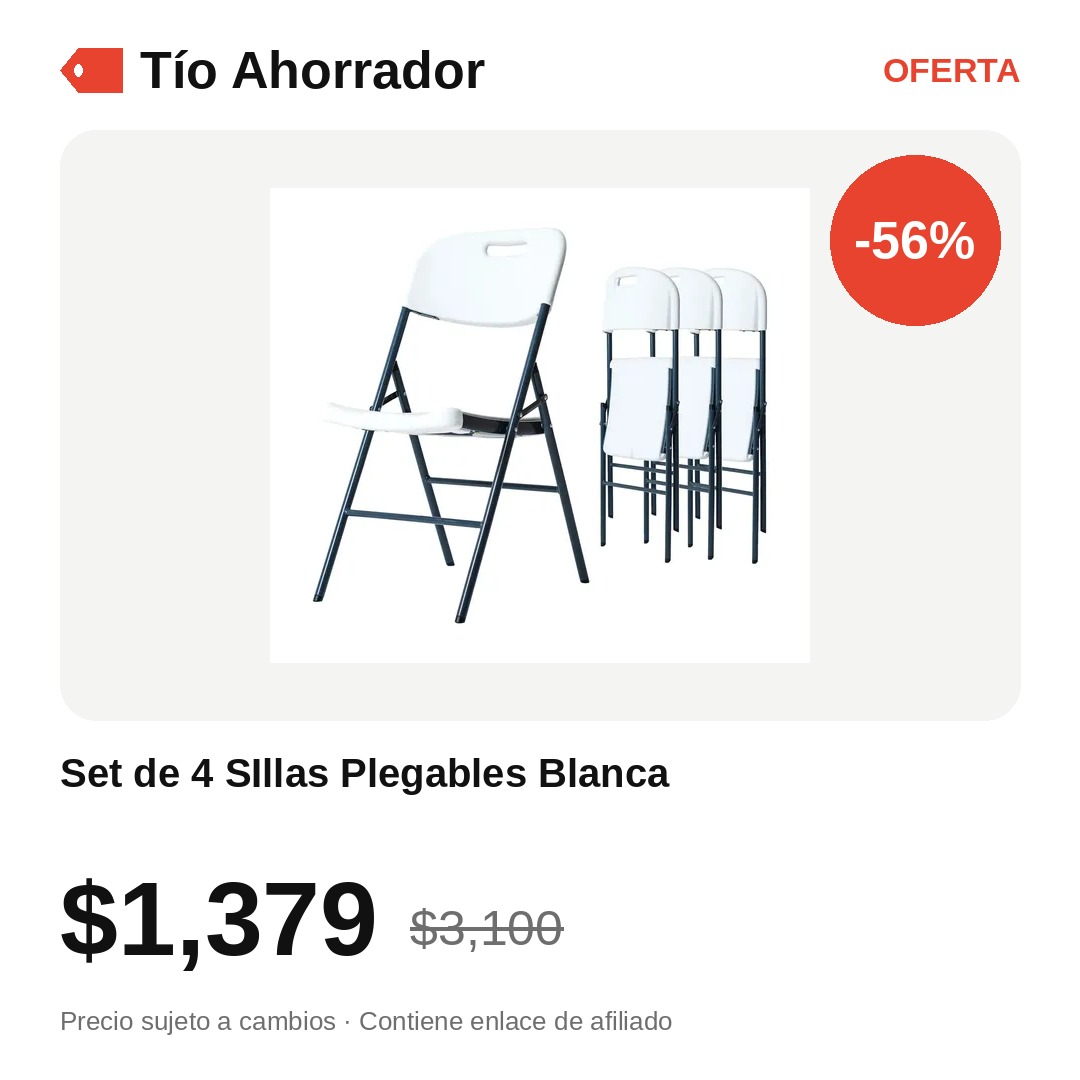 Tío Ahorrador
OFERTA
-56%
Set de 4 SIllas Plegables Blanca
$1,379 $3,100
Precio sujeto a cambios · Contiene enlace de afiliado